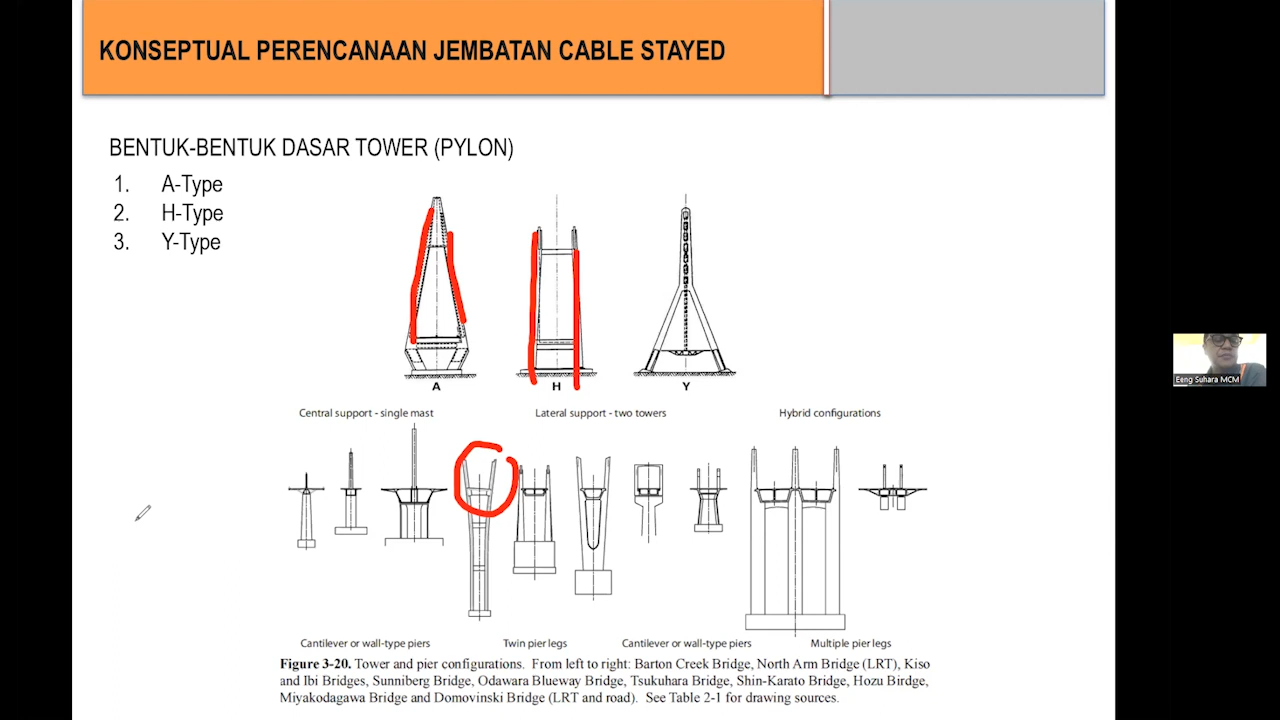 KONSEPTUAL PERENCANAAN JEMBATAN CABLE STAYED
BENTUK-BENTUK DASAR TOWER (PYLON)
1. A-Type
2. H-Type
3. Y-Type
A H Y
Central support - single mast Lateral support - two towers Hybrid configurations
Cantilever or wall-type piers Twin pier legs Cantilever or wall-type piers Multiple pier legs
Figure 3-20. Tower and pier configurations. From left to right: Barton Creek Bridge, North Arm Bridge (LRT), Kiso
and Ibi Bridges, Sunniberg Bridge, Odawara Blueway Bridge, Tsukuhara Bridge, Shin-Karato Bridge, Hozu Birdge,
Miyakodagawa Bridge and Domovinski Bridge (LRT and road). See Table 2-1 for drawing sources.
Eeng Suhara MCM